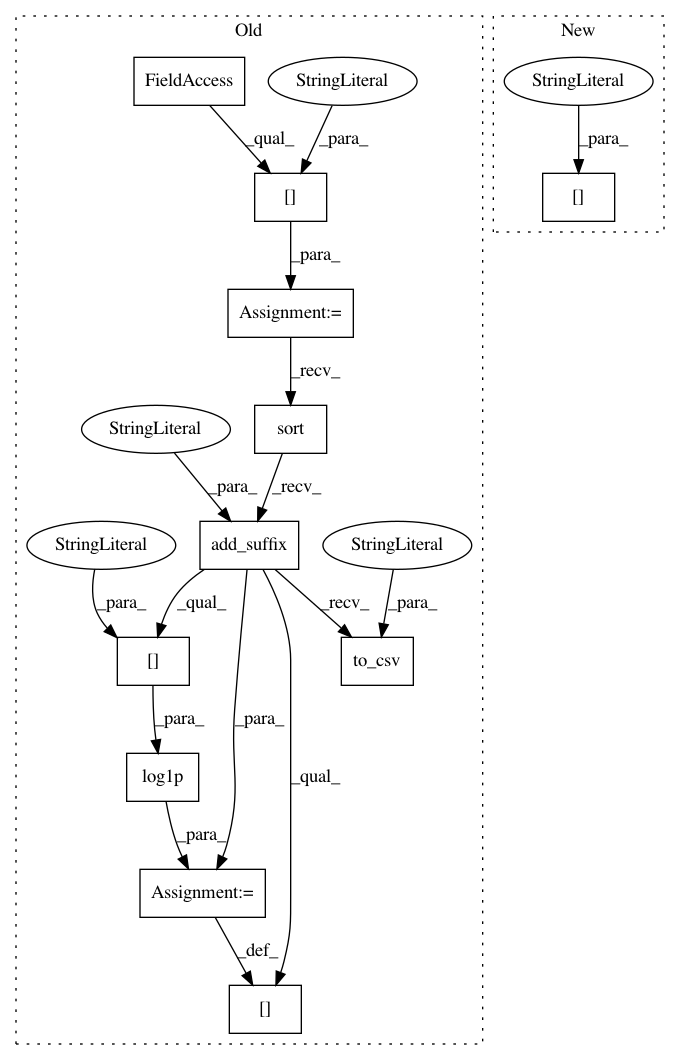 Old
New
FieldAccess
StringLiteral
StringLiteral
_qual_
_para_
_para_
[]
[]
_para_
Assignment:=
_recv_
StringLiteral
sort
_para_
_recv_
StringLiteral
add_suffix
StringLiteral
_para_
_qual_
_recv_
_para_
[]
to_csv
_para_
_para_
_qual_
log1p
_para_
Assignment:=
_def_
[]